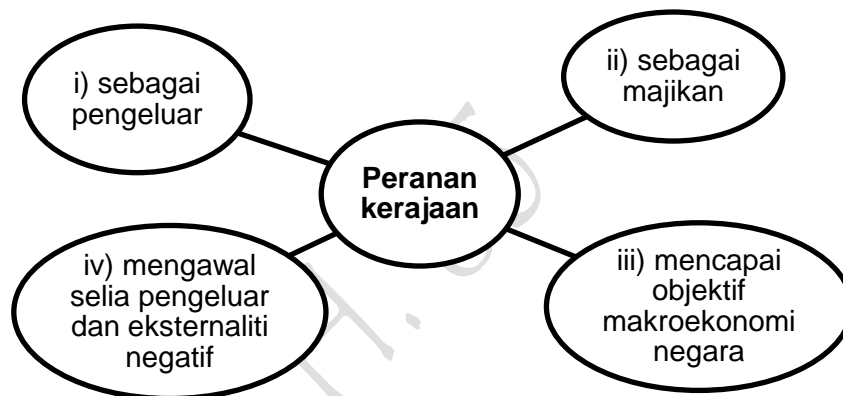 i) sebagai
pengeluar
ii) sebagai
majikan
Peranan
kerajaan
iv) mengawal
selia pengeluar
dan eksternaliti
negatif
iii) mencapai
objektif
makroekonomi
negara